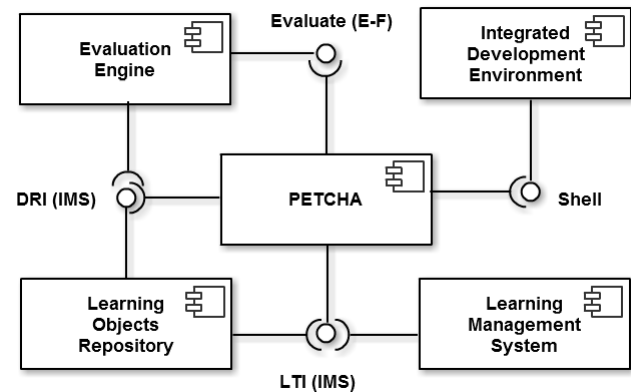 Evaluate (E-F)
Evaluation
Engine
Integrated
Development
Environment
DRI (IMS)
PETCHA
Shell
Learning
Objects
Repository
Learning
Management
System
LTI (IMS)